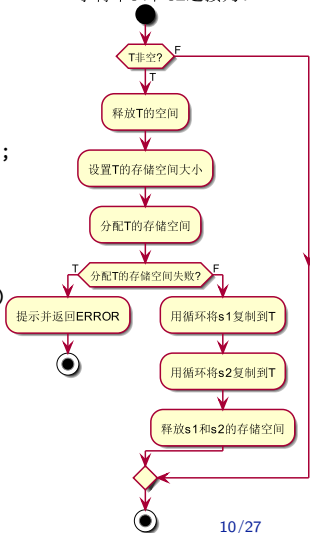 T非空?
F
T
释放T的空间
;
设置T的存储空间大小
分配T的存储空间
分配T的存储空间失败?
T
F
)
提示并返回ERROR
用循环将s1复制到T
用循环将s2复制到T
释放s1和s2的存储空间
10/27